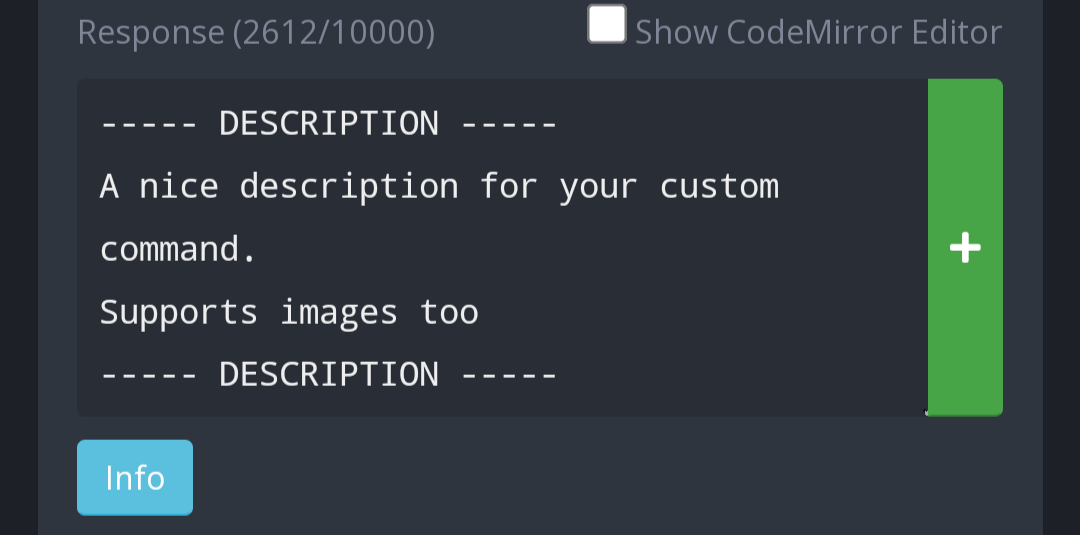 Response (2612/10000)
Show CodeMirror Editor
----- DESCRIPTION -----
A nice description for your custom
command.
Supports images too
----- DESCRIPTION -----
+
Info